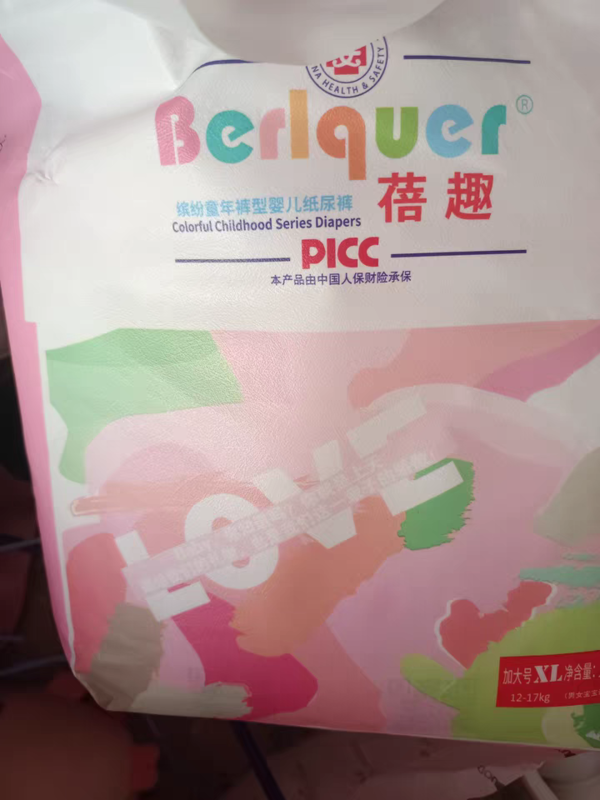 NA HEALTH & SAFETY
Berlquer®
缤纷童年裤型婴儿纸尿裤
蓓趣
Colorful Childhood Series Diapers
PICC
本产品由中国人保财险承保
LOVE
加大号XL净含量:
12-17kg